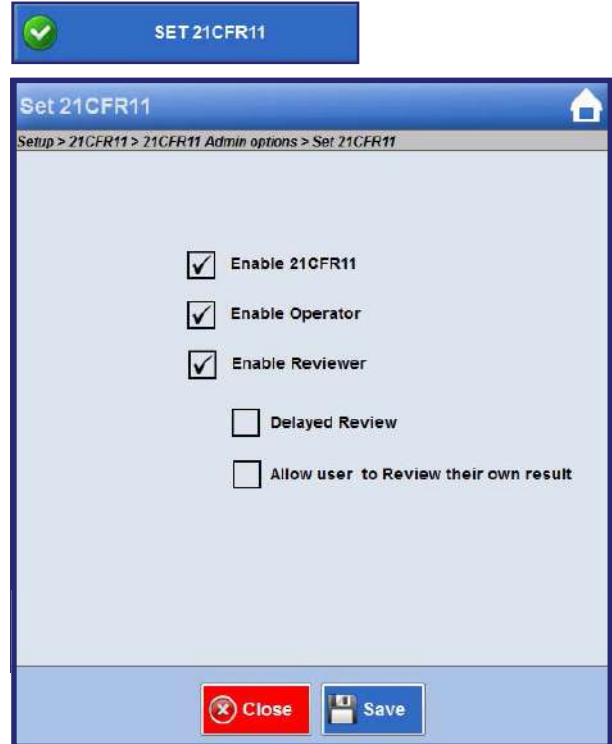 SET 21CFR11
Set 21CFR11
Setup > 21CFR11 > 21CFR11 Admin options > Set 21CFR11
Enable 21CFR11
Enable Operator
Enable Reviewer
Delayed Review
Allow user to Review their own result
Close Save